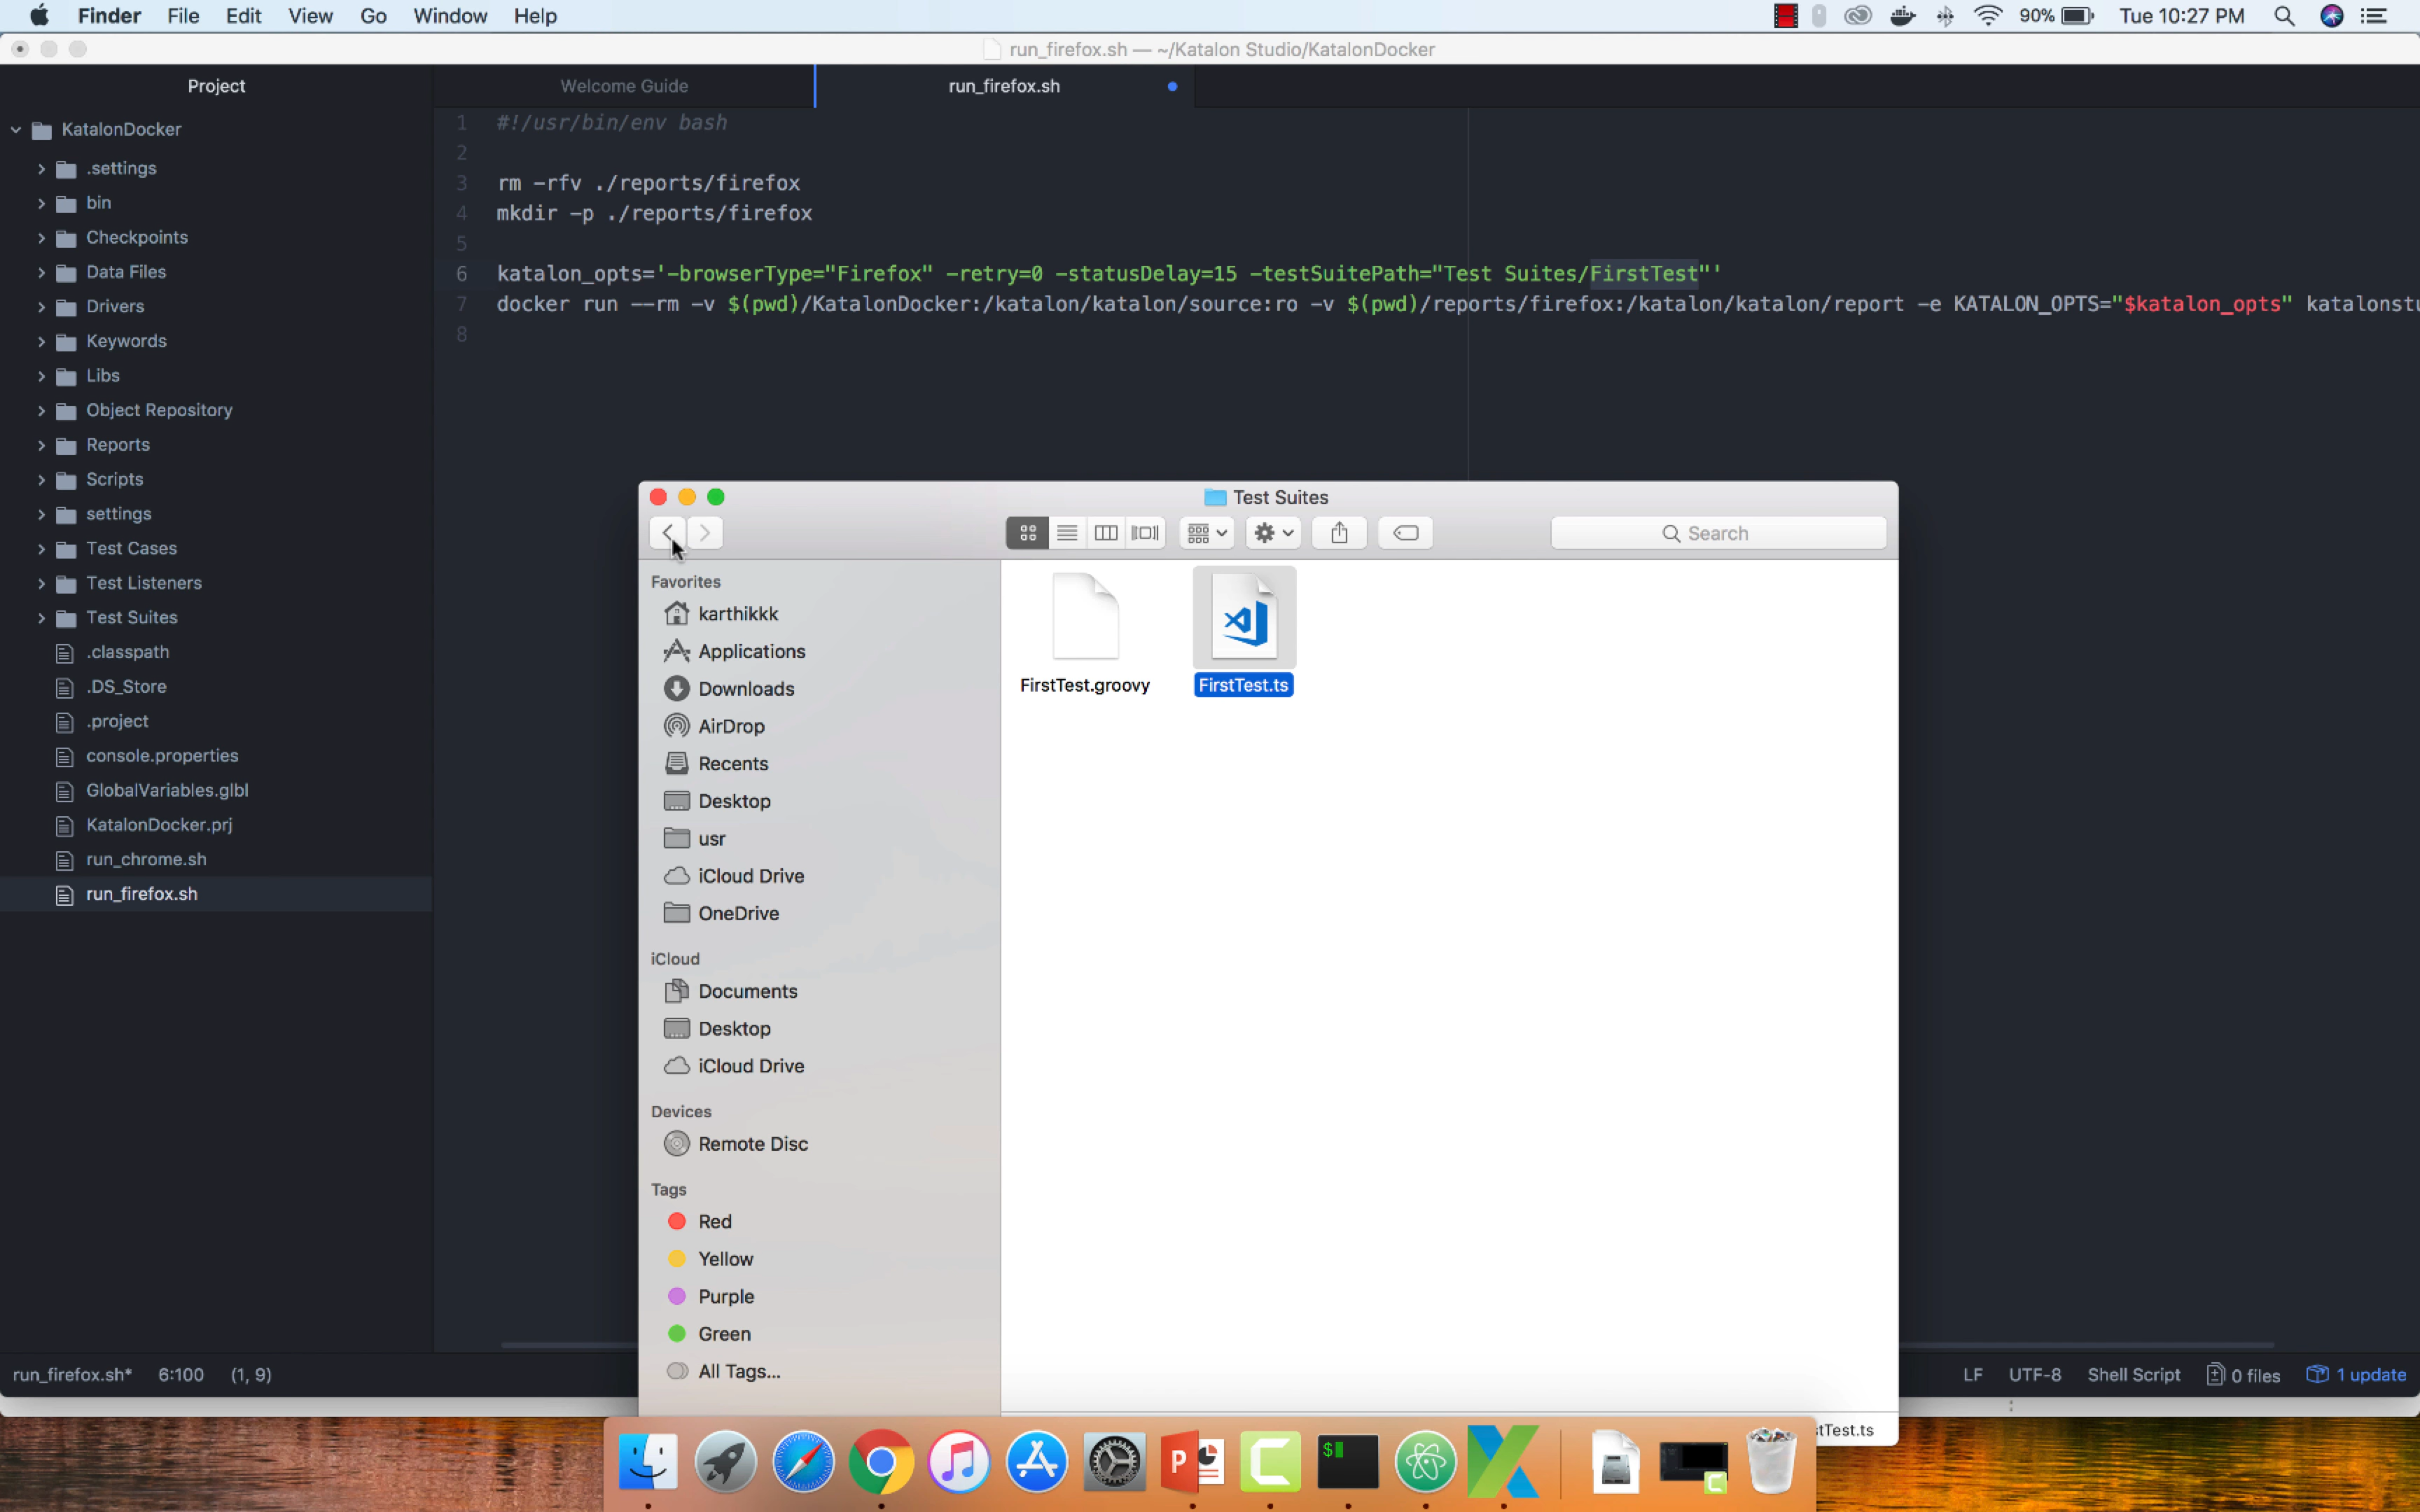 Finder File Edit View Go Window Help
90% Tue 10:27 PM
run_firefox.sh — ~/Katalon Studio/KatalonDocker
Project
Welcome Guide
run_firefox.sh
KatalonDocker
.settings
bin
Checkpoints
Data Files
Drivers
Keywords
Libs
Object Repository
Reports
Scripts
settings
Test Cases
Test Listeners
Test Suites
.classpath
.DS_Store
.project
console.properties
GlobalVariables.glbl
KatalonDocker.prj
run_chrome.sh
run_firefox.sh
1 #!/usr/bin/env bash
2
3 rm -rfv ./reports/firefox
4 mkdir -p ./reports/firefox
5
6 katalon_opts='-browserType="Firefox" -retry=0 -statusDelay=15 -testSuitePath="Test Suites/FirstTest"'
7 docker run --rm -v $(pwd)/KatalonDocker:/katalon/katalon/source:ro -v $(pwd)/reports/firefox:/katalon/katalon/report -e KATALON_OPTS="$katalon_opts" katalonstu
8
Test Suites
Search
Favorites
karthikkk
Applications
Downloads
AirDrop
Recents
Desktop
usr
iCloud Drive
OneDrive
iCloud
Documents
Desktop
iCloud Drive
Devices
Remote Disc
Tags
Red
Yellow
Purple
Green
All Tags...
FirstTest.groovy
FirstTest.ts
tTest.ts
run_firefox.sh* 6:100 (1, 9)
LF UTF-8 Shell Script 0 files 1 update